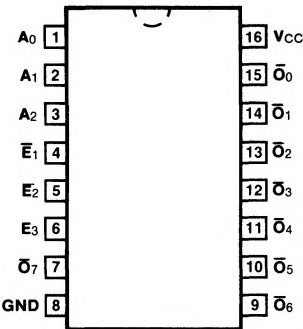 A0 1 16 VCC
A1 2 15 Ō0
A2 3 14 Ō1
Ē1 4 13 Ō2
Ē2 5 12 Ō3
E3 6 11 Ō4
Ō7 7 10 Ō5
GND 8 9 Ō6